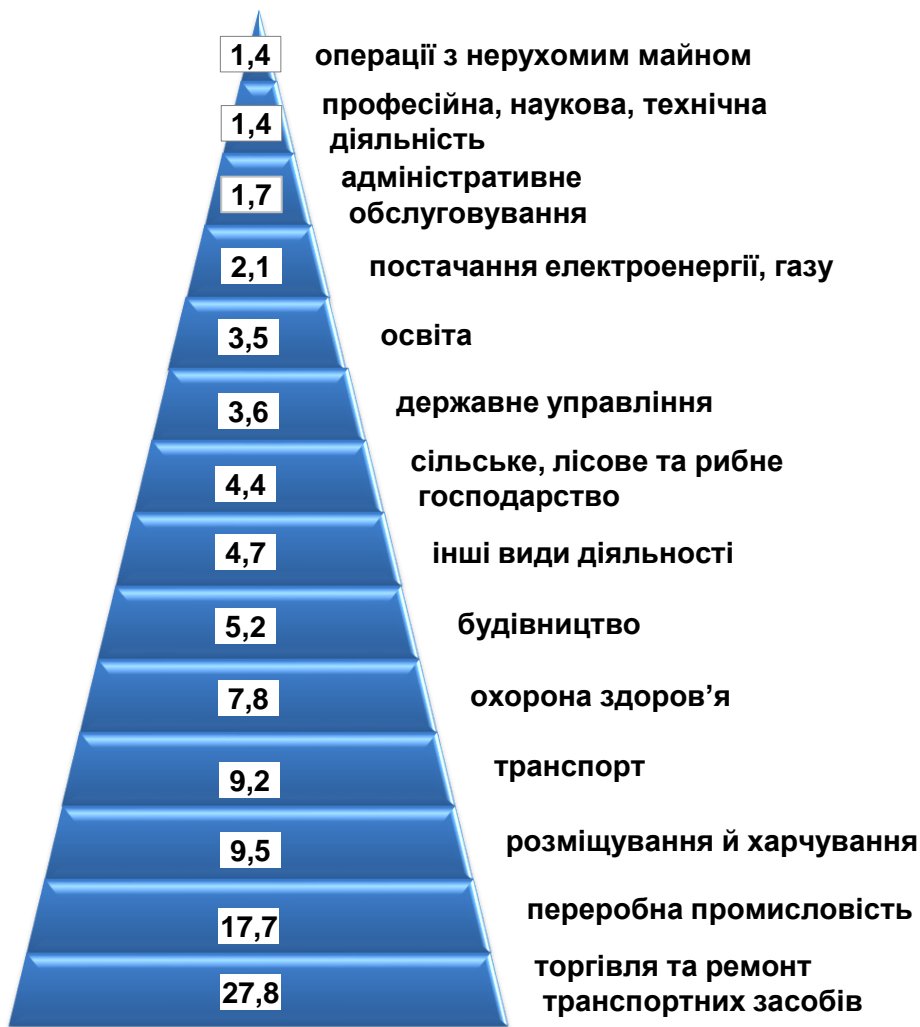 1,4 операції з нерухомим майном
професійна, наукова, технічна
1,4 діяльність
адміністративне
1,7 обслуговування
2,1 постачання електроенергії, газу
3,5 освіта
3,6 державне управління
сільське, лісове та рибне
4,4 господарство
4,7 інші види діяльності
5,2 будівництво
7,8 охорона здоров’я
9,2 транспорт
9,5 розміщування й харчування
17,7 переробна промисловість
торгівля та ремонт
27,8 транспортних засобів